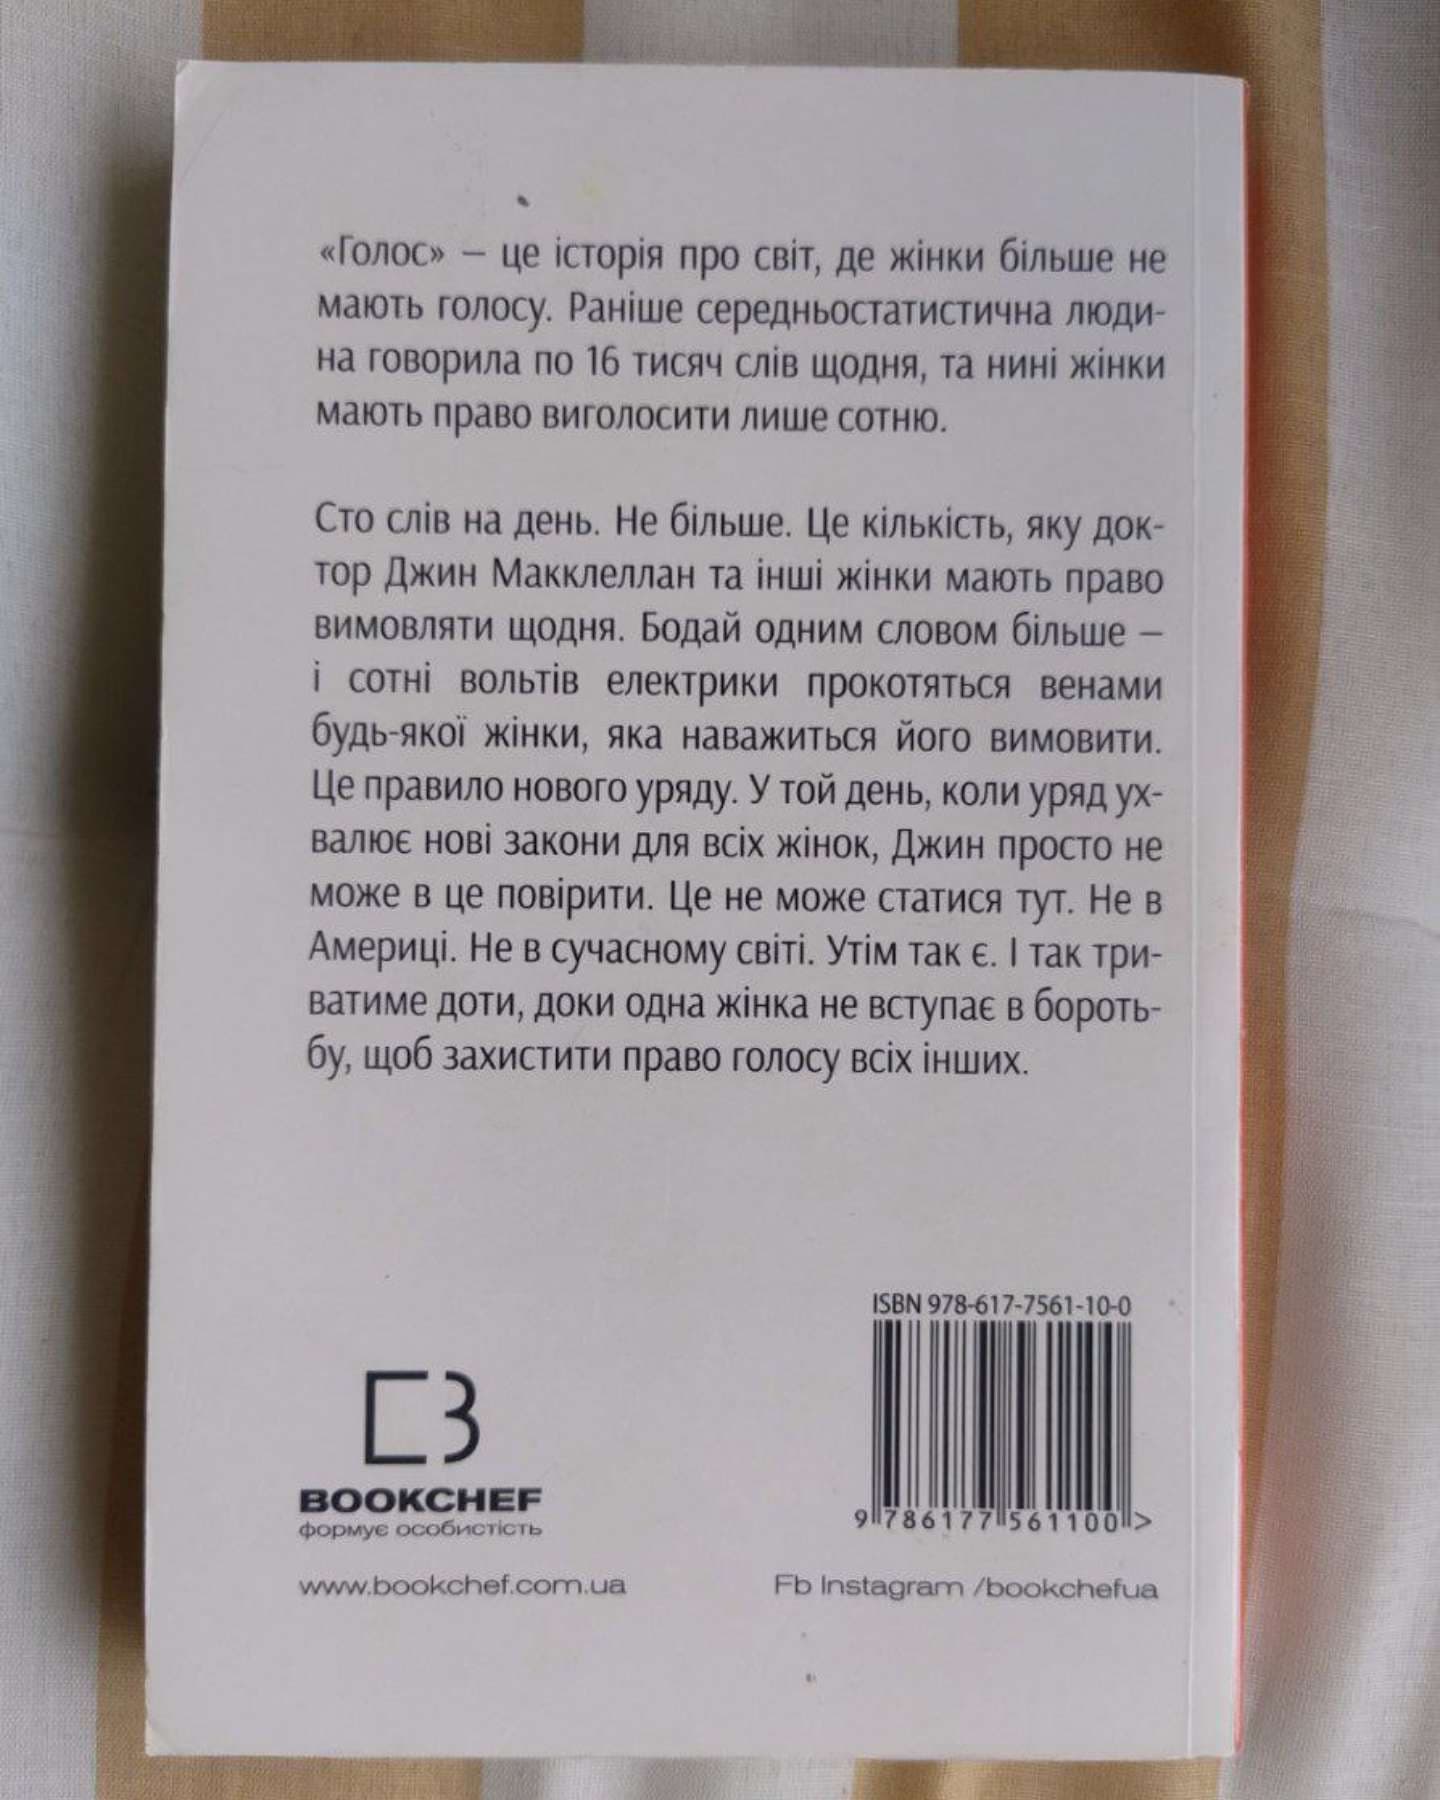 «Голос» – це історія про світ, де жінки більше не
мають голосу. Раніше середньостатистична люди-
на говорила по 16 тисяч слів щодня, та нині жінки
мають право виголосити лише сотню.
Сто слів на день. Не більше. Це кількість, яку док-
тор Джин Макклеллан та інші жінки мають право
вимовляти щодня. Бодай одним словом більше –
і сотні вольтів електрики прокотяться венами
будь-якої жінки, яка наважиться його вимовити.
Це правило нового уряду. У той день, коли уряд ух-
валює нові закони для всіх жінок, Джин просто не
може в це повірити. Це не може статися тут. Не в
Америці. Не в сучасному світі. Утім так є. І так три-
ватиме доти, доки одна жінка не вступає в бороть-
бу, щоб захистити право голосу всіх інших.
ISBN 978-617-7561-10-0
9 786177 561100 >
BOOKCHEF
формує особистість
www.bookchef.com.ua
Fb Instagram /bookchefua